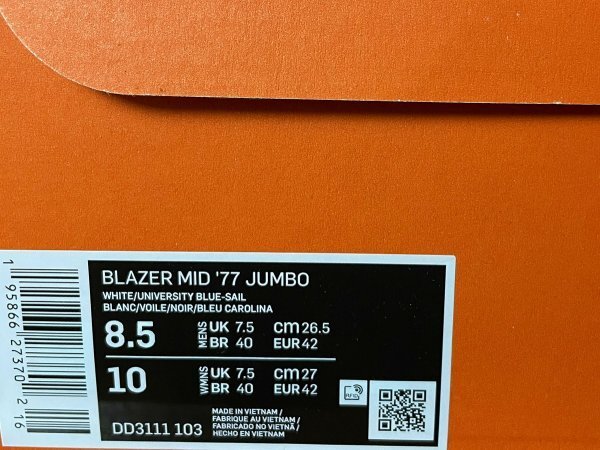 BLAZER MID '77 JUMBO
WHITE/UNIVERSITY BLUE-SAIL
BLANC/VOILE/NOIR/BLEU CAROLINA
8.5 MENS UK 7.5 CM 26.5
BR 40 EUR 42
10 WMNS UK 7.5 CM 27
BR 40 EUR 42
RFID
DD3111 103
MADE IN VIETNAM /
FABRIQUE AU VIETNAM /
FABRICADO NO VIETNÃ /
HECHO EN VIETNAM
1 95866 27370 2 16